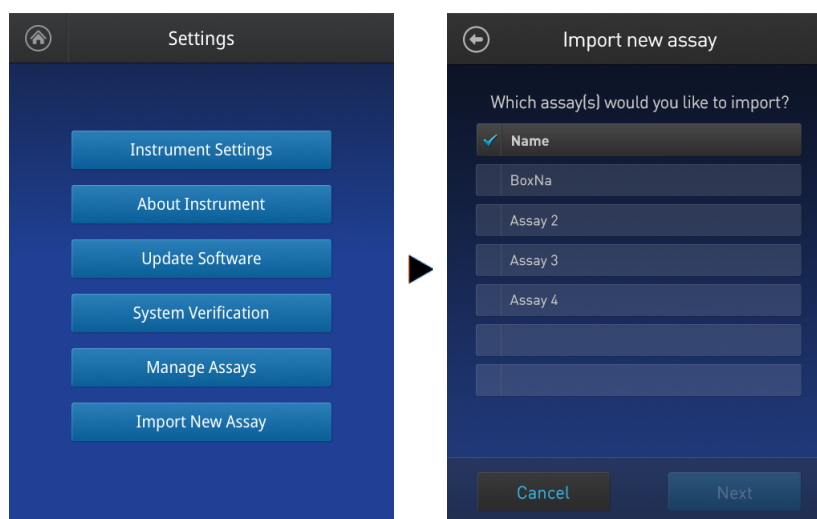 Settings
Instrument Settings
About Instrument
Update Software
System Verification
Manage Assays
Import New Assay
Import new assay
Which assay(s) would you like to import?
Name
BoxNa
Assay 2
Assay 3
Assay 4
Cancel
Next